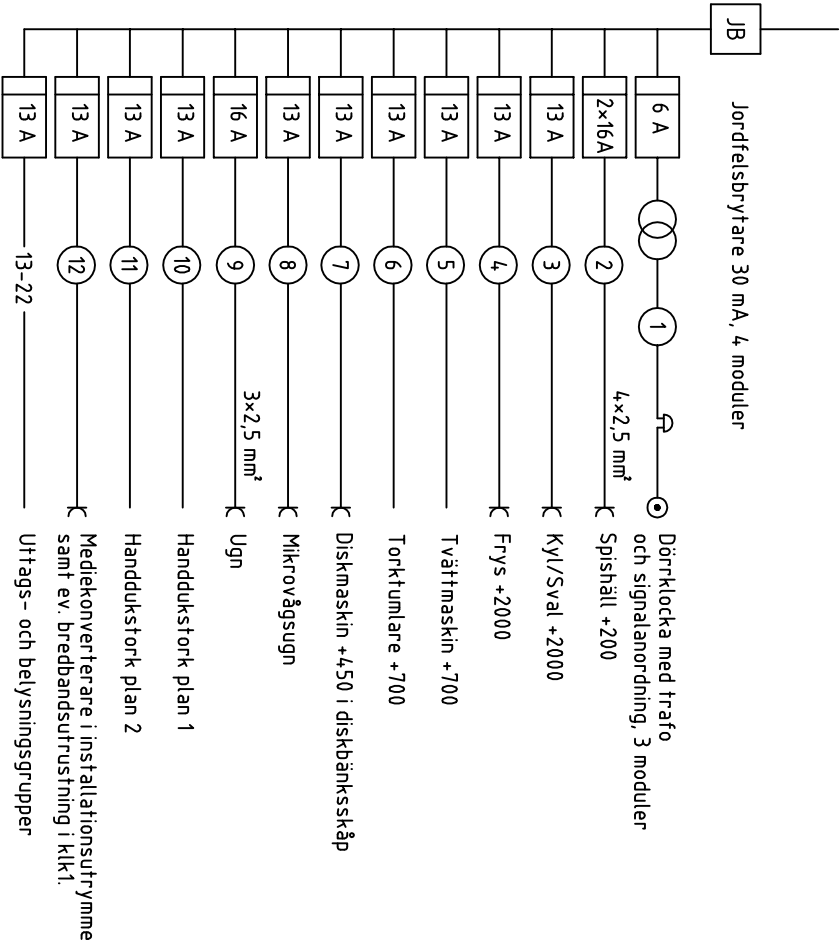 JB
Jordfelsbrytare 30 mA, 4 moduler
6 A
1
Dörrklocka med trafo
och signalanordning, 3 moduler
2×16A
2
4×2,5 mm²
Spishäll +200
13 A
3
Kyl/Sval +2000
13 A
4
Frys +2000
13 A
5
Tvättmaskin +700
13 A
6
Torktumlare +700
13 A
7
Diskmaskin +450 i diskbänksskåp
13 A
8
Mikrovågsugn
16 A
9
3×2,5 mm²
Ugn
13 A
10
Handdukstork plan 1
13 A
11
Handdukstork plan 2
13 A
12
Mediekonverterare i installationsutrymme
samt ev. bredbandsutrustning i klk1.
13 A
13-22
Uttags- och belysningsgrupper